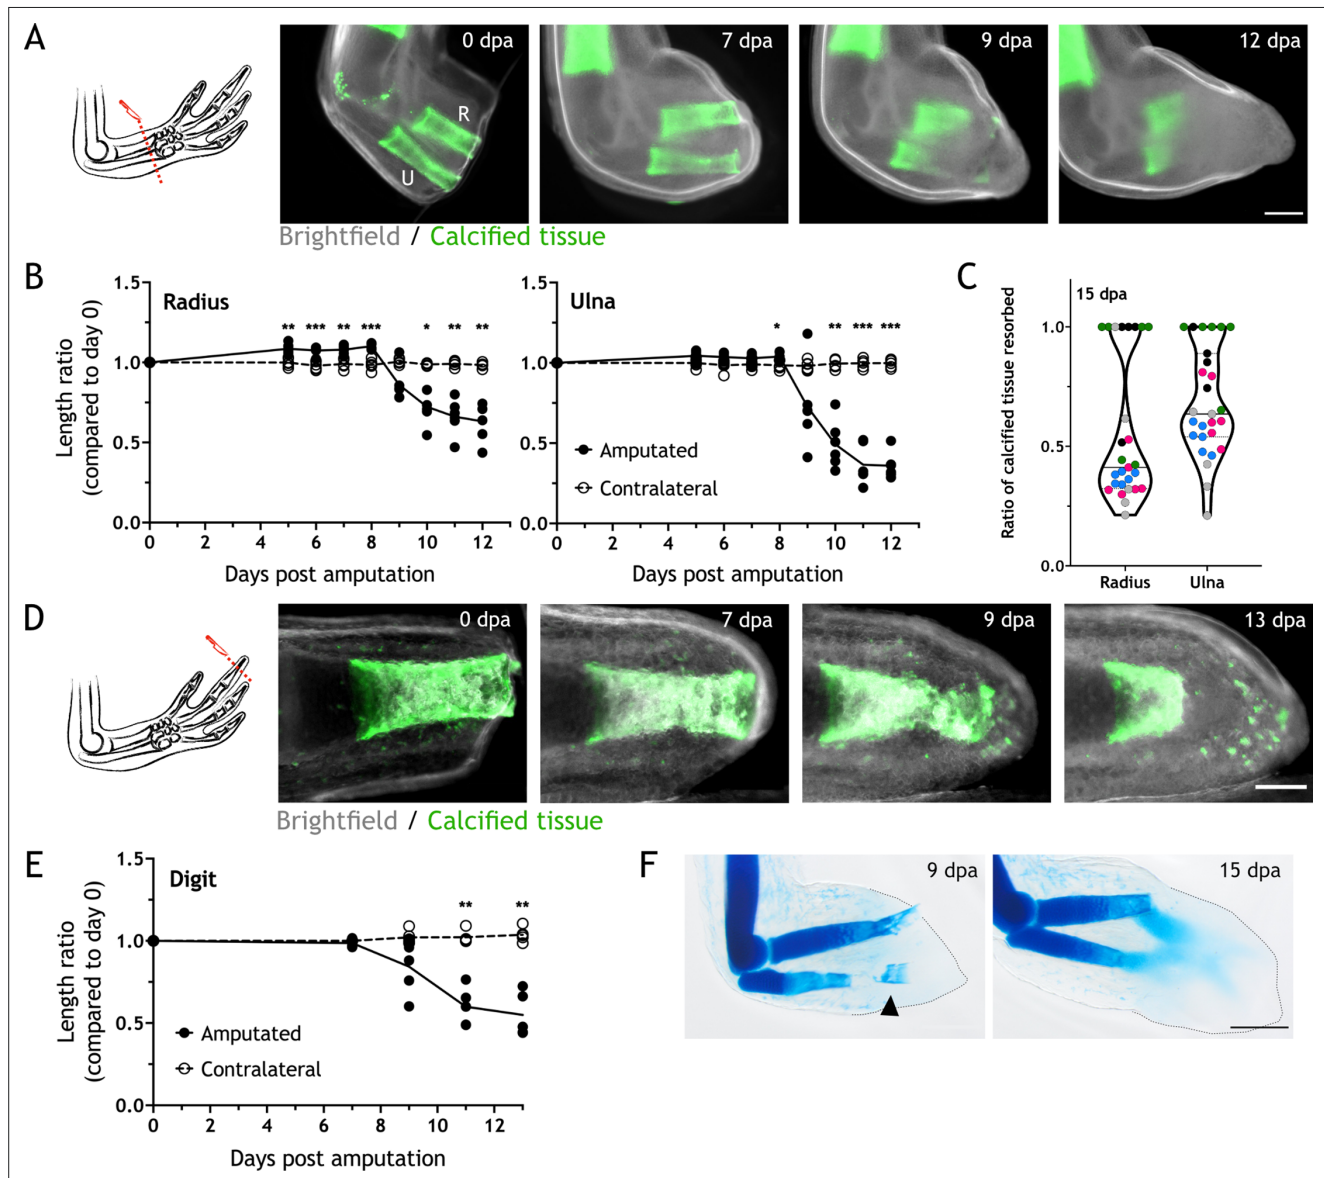 A
0 dpa
7 dpa
9 dpa
12 dpa
R
U
Brightfield / Calcified tissue
B
Length ratio
(compared to day 0)
1.5
1.0
0.5
0.0
Radius
** *** ** *** * ** **
Amputated
Contralateral
0 2 4 6 8 10 12
Days post amputation
1.5
1.0
0.5
0.0
Ulna
* ** *** ***
Amputated
Contralateral
0 2 4 6 8 10 12
Days post amputation
C
Ratio of calcified tissue resorbed
15 dpa
1.0
0.5
1.0
0.0
Radius Ulna
D
0 dpa
7 dpa
9 dpa
13 dpa
Brightfield / Calcified tissue
E
Length ratio
(compared to day 0)
1.5
1.0
0.5
0.0
Digit
** **
Amputated
Contralateral
0 2 4 6 8 10 12
Days post amputation
F
9 dpa
15 dpa